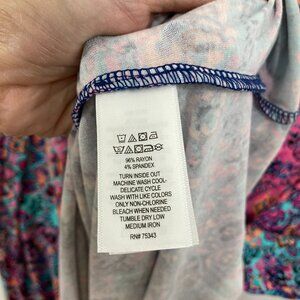 96% RAYON
4% SPANDEX
TURN INSIDE OUT
MACHINE WASH COOL-
DELICATE CYCLE
WASH WITH LIKE COLORS
ONLY NON-CHLORINE
BLEACH WHEN NEEDED
TUMBLE DRY LOW
MEDIUM IRON
RN# 75343